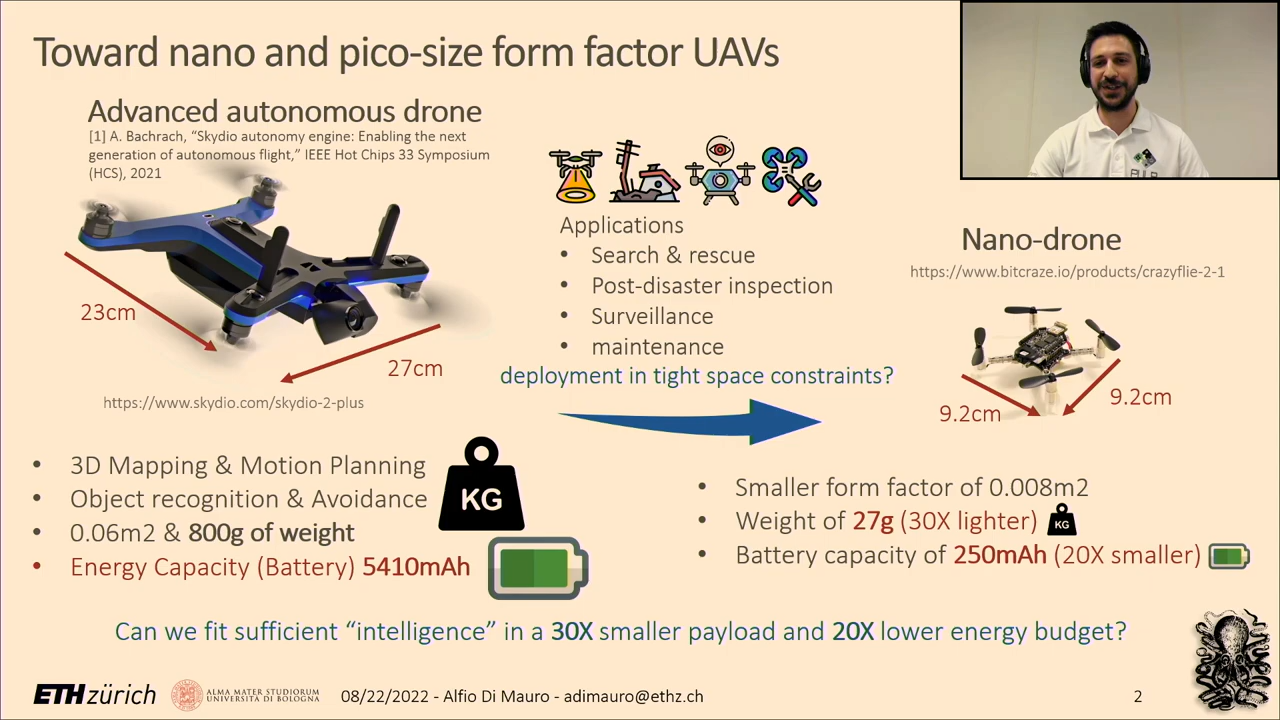 Toward nano and pico-size form factor UAVs
Advanced autonomous drone
[1] A. Bachrach, “Skydio autonomy engine: Enabling the next
generation of autonomous flight,” IEEE Hot Chips 33 Symposium
(HCS), 2021
23cm
27cm
https://www.skydio.com/skydio-2-plus
• 3D Mapping & Motion Planning
• Object recognition & Avoidance
• 0.06m2 & 800g of weight
• Energy Capacity (Battery) 5410mAh
KG
Applications
• Search & rescue
• Post-disaster inspection
• Surveillance
• maintenance
deployment in tight space constraints?
Nano-drone
https://www.bitcraze.io/products/crazyflie-2-1
9.2cm
9.2cm
• Smaller form factor of 0.008m2
• Weight of 27g (30X lighter)
KG
• Battery capacity of 250mAh (20X smaller)
Can we fit sufficient “intelligence” in a 30X smaller payload and 20X lower energy budget?
ETH zürich
ALMA MATER STUDIORUM
UNIVERSITÀ DI BOLOGNA
08/22/2022 - Alfio Di Mauro - adimauro@ethz.ch
2